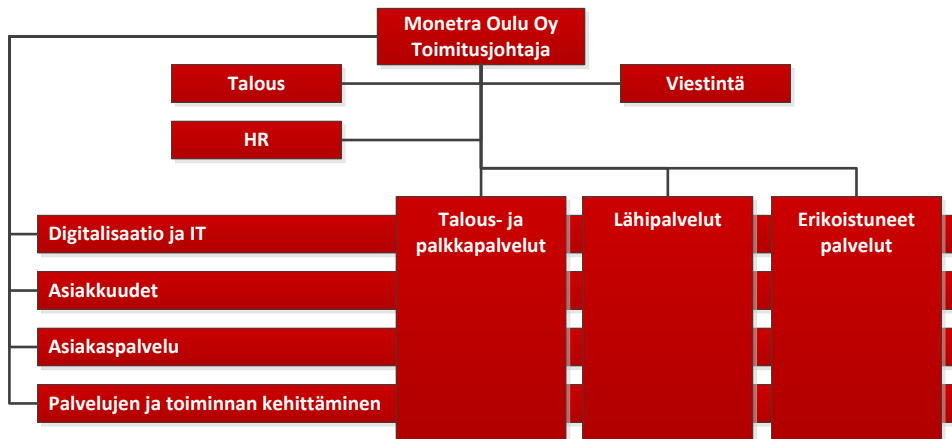 Monetra Oulu Oy
Toimitusjohtaja
Talous
Viestintä
HR
Talous- ja
palkkapalvelut
Lähipalvelut
Erikoistuneet
palvelut
Digitalisaatio ja IT
Asiakkuudet
Asiakaspalvelu
Palvelujen ja toiminnan kehittäminen